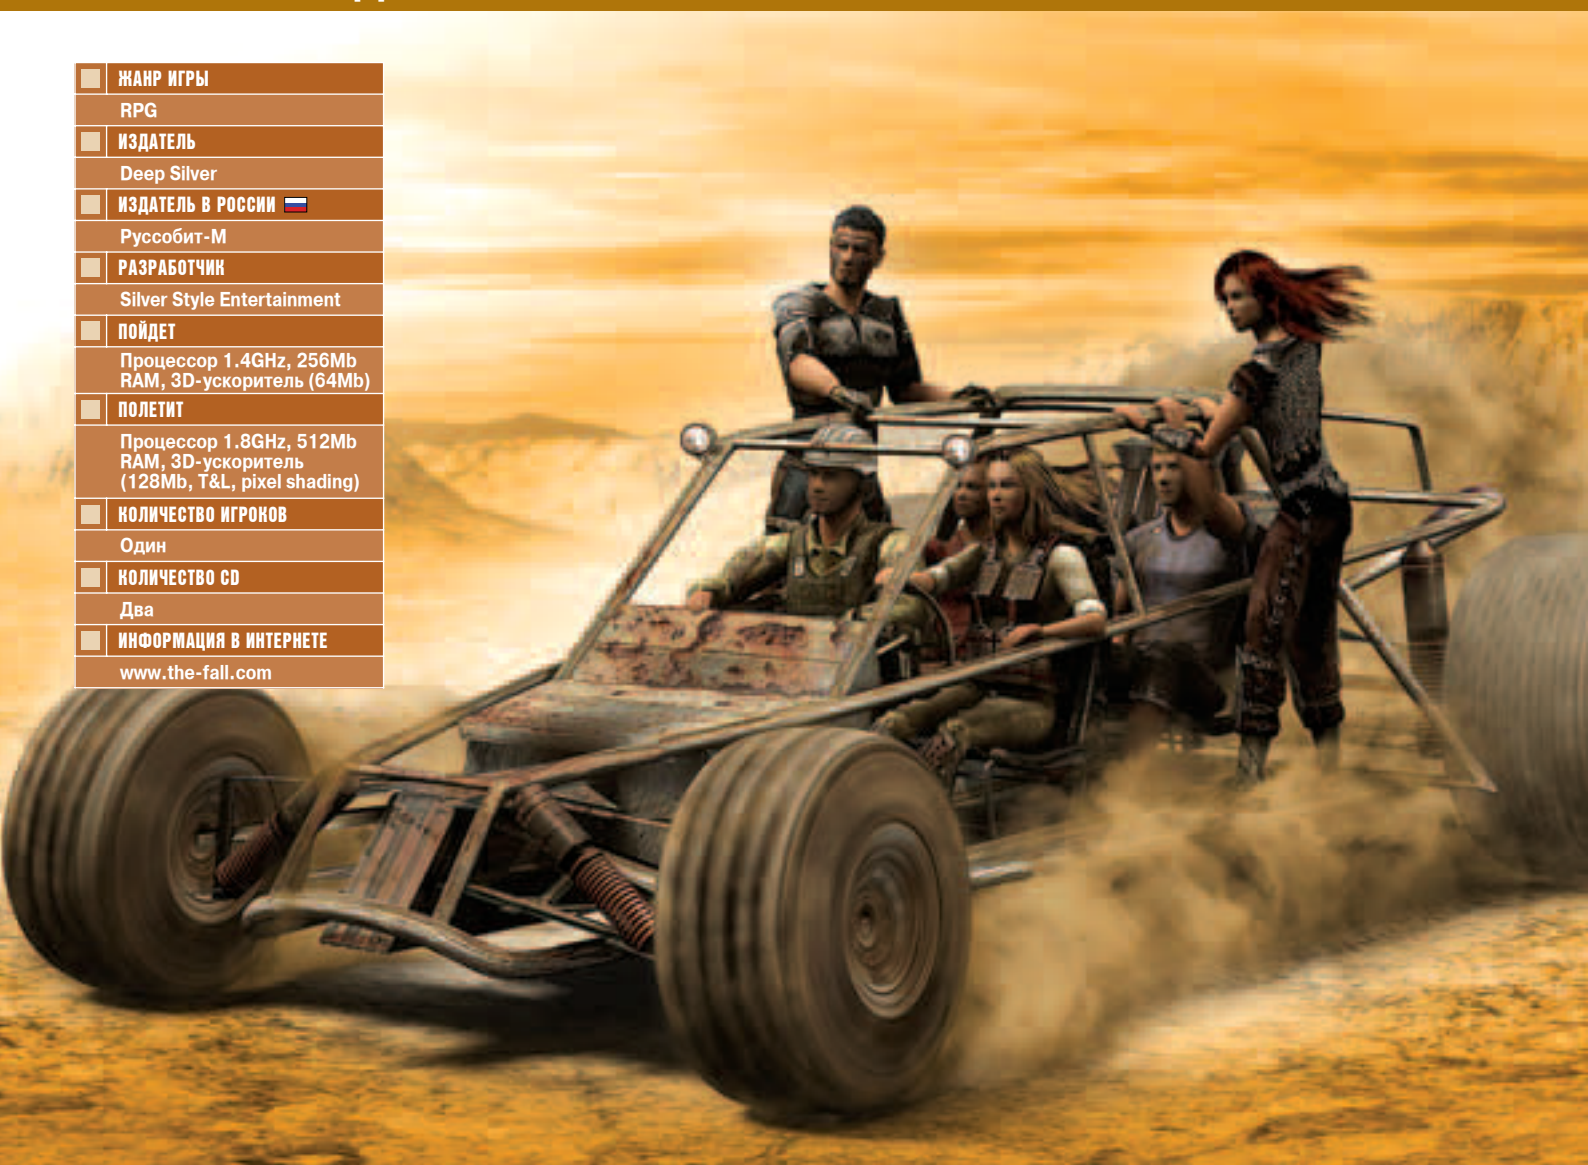 ЖАНР ИГРЫ
RPG
ИЗДАТЕЛЬ
Deep Silver
ИЗДАТЕЛЬ В РОССИИ
Руссобит-М
РАЗРАБОТЧИК
Silver Style Entertainment
ПОЙДЕТ
Процессор 1.4GHz, 256Mb
RAM, 3D-ускоритель (64Mb)
ПОЛЕТИТ
Процессор 1.8GHz, 512Mb
RAM, 3D-ускоритель
(128Mb, T&L, pixel shading)
КОЛИЧЕСТВО ИГРОКОВ
Один
КОЛИЧЕСТВО CD
Два
ИНФОРМАЦИЯ В ИНТЕРНЕТЕ
www.the-fall.com